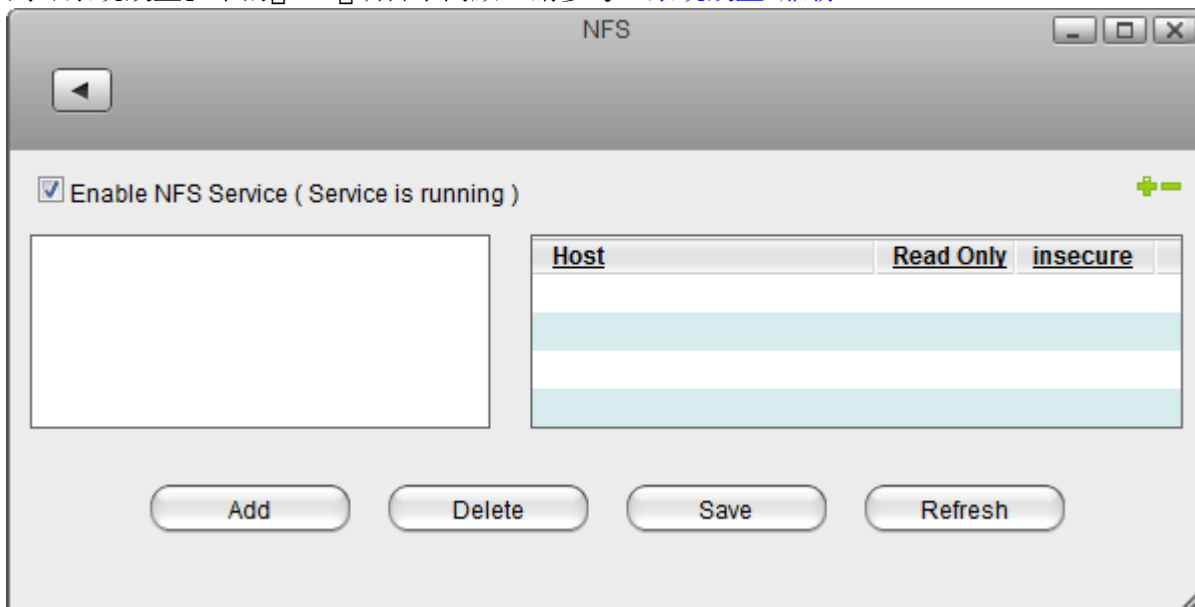 NFS
Enable NFS Service ( Service is running )
Host Read Only insecure
Add Delete Save Refresh